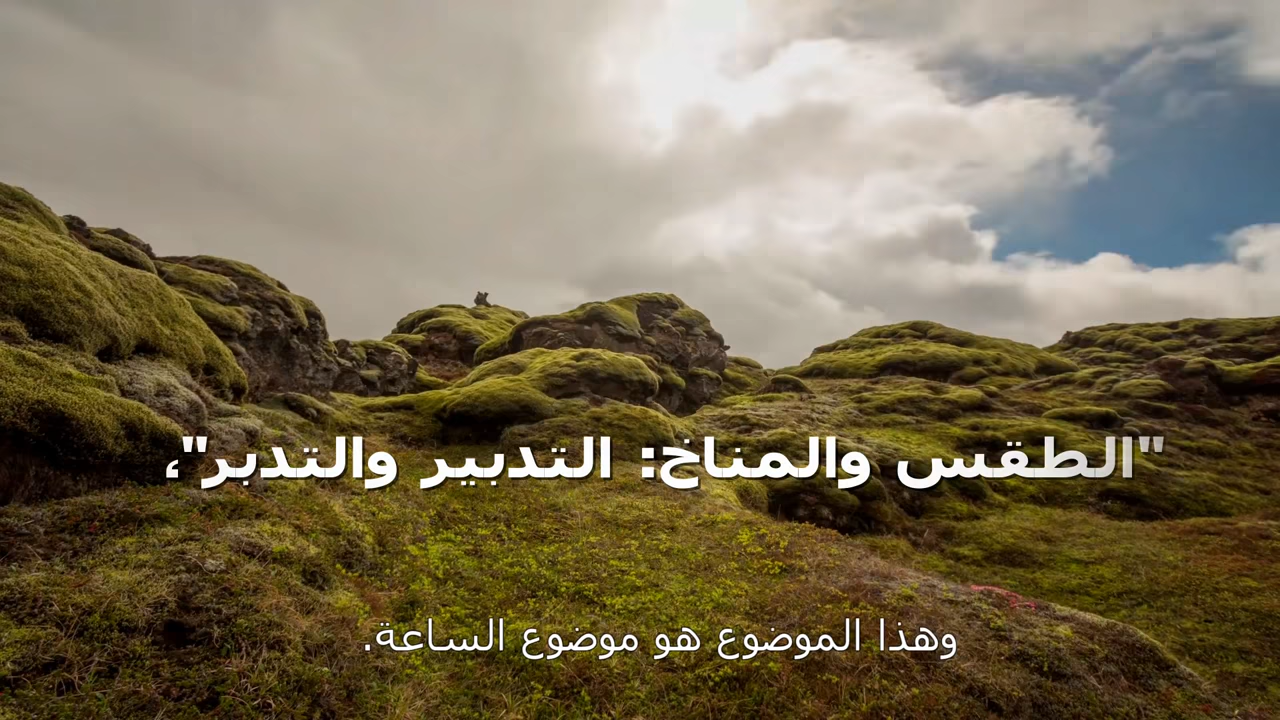 "الطقس والمناخ: التدبير والتدبر"،
وهذا الموضوع هو موضوع الساعة.